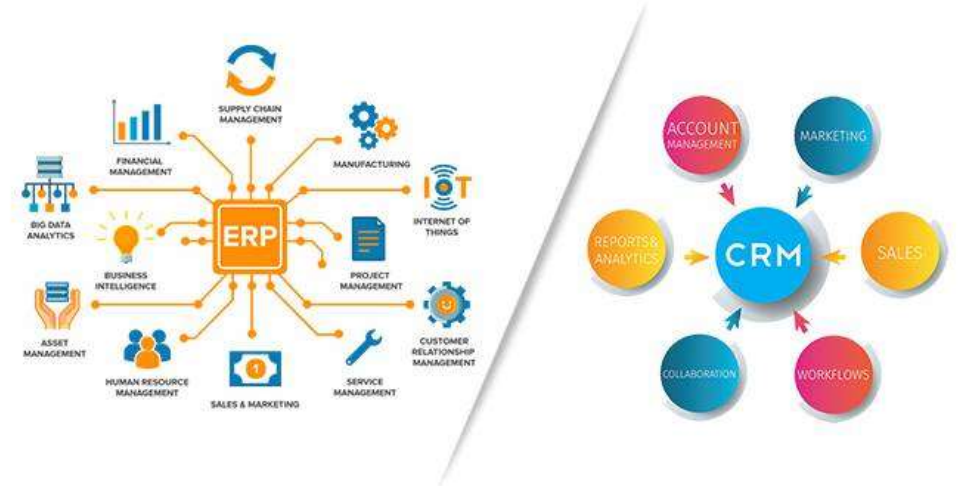 SUPPLY CHAIN
MANAGEMENT
FINANCIAL
MANAGEMENT
MANUFACTURING
BIG DATA
ANALYTICS
IOT
INTERNET OF
THINGS
ERP
BUSINESS
INTELLIGENCE
PROJECT
MANAGEMENT
ASSET
MANAGEMENT
CUSTOMER
RELATIONSHIP
MANAGEMENT
HUMAN RESOURCE
MANAGEMENT
1
SALES & MARKETING
SERVICE
MANAGEMENT
ACCOUNT
MANAGEMENT
MARKETING
REPORTS&
ANALYTICS
CRM
SALES
COLLABORATION
WORKFLOWS